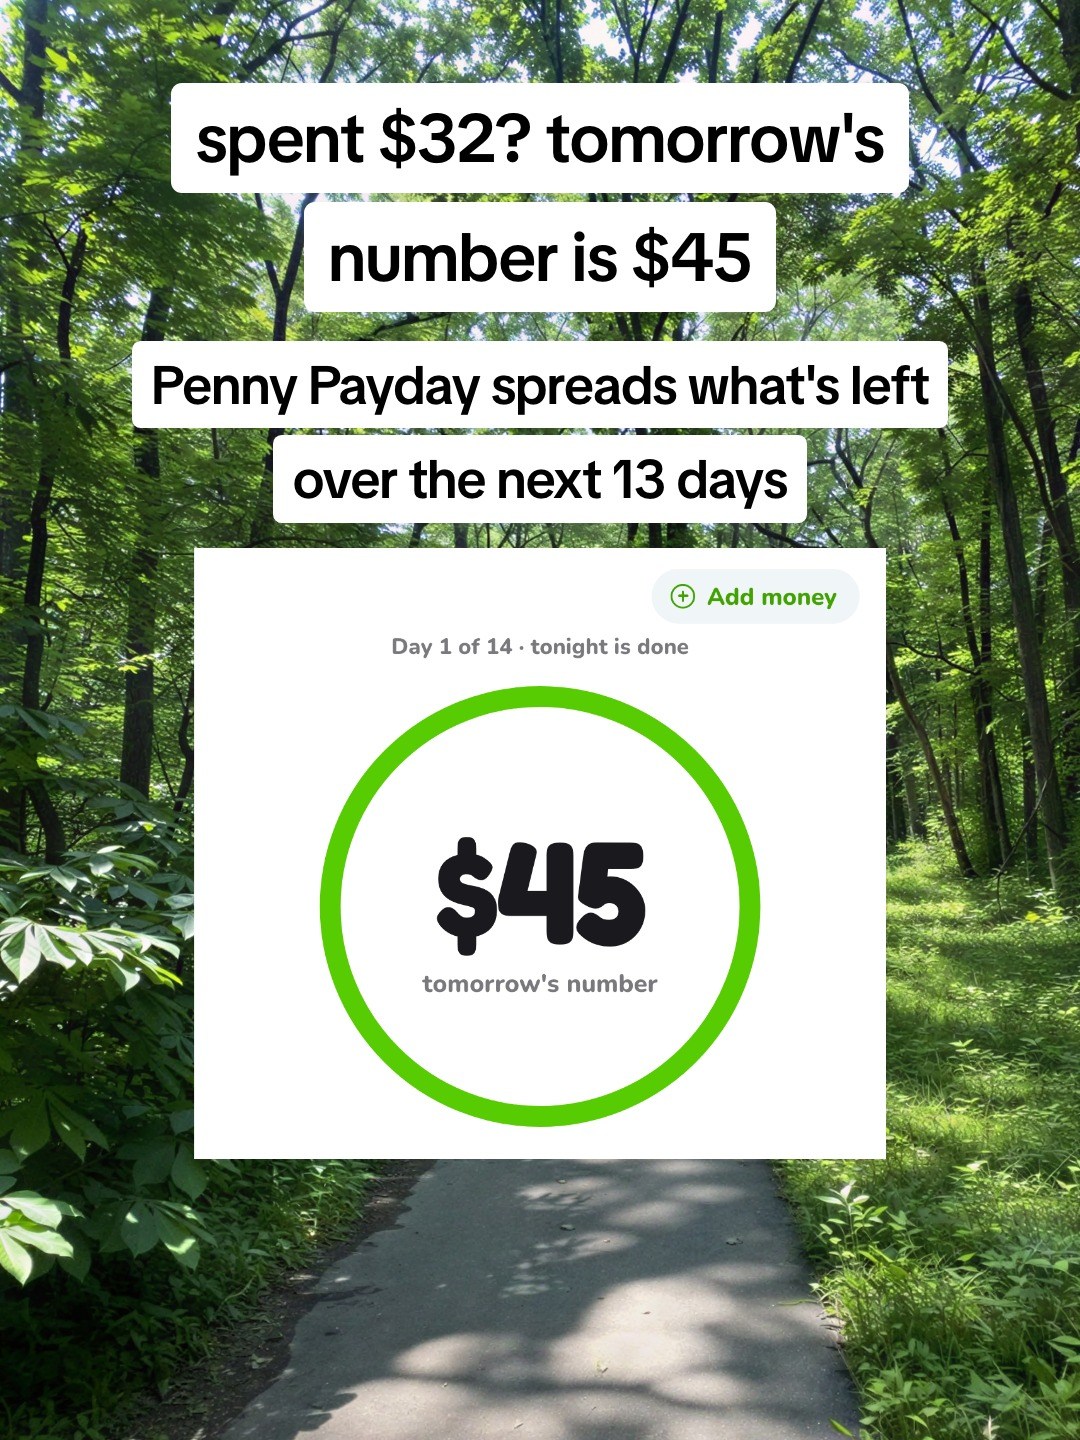 spent $32? tomorrow's
number is $45
Penny Payday spreads what's left
over the next 13 days
Add money
Day 1 of 14 · tonight is done
$45
tomorrow's number